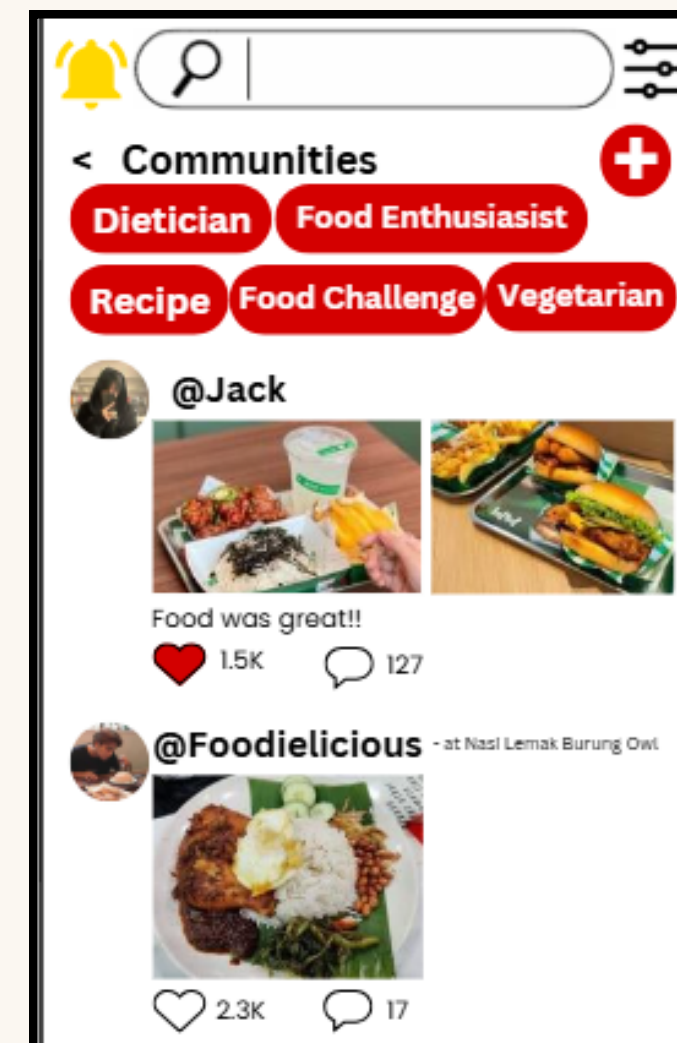 < Communities
Dietician Food Enthusiasist
Recipe Food Challenge Vegetarian
@Jack
Food was great!!
1.5K 127
@Foodielicious - at Nasi Lemak Burung Owl
2.3K 17